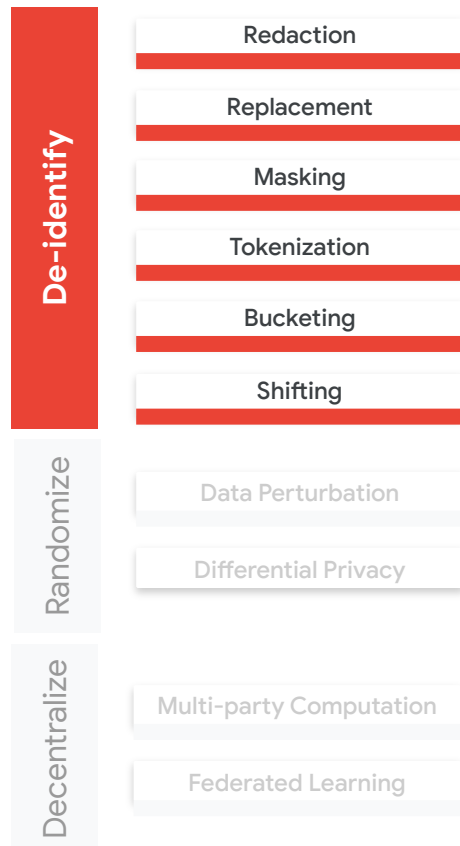 De-identify
Redaction
Replacement
Masking
Tokenization
Bucketing
Shifting
Randomize
Data Perturbation
Differential Privacy
Decentralize
Multi-party Computation
Federated Learning